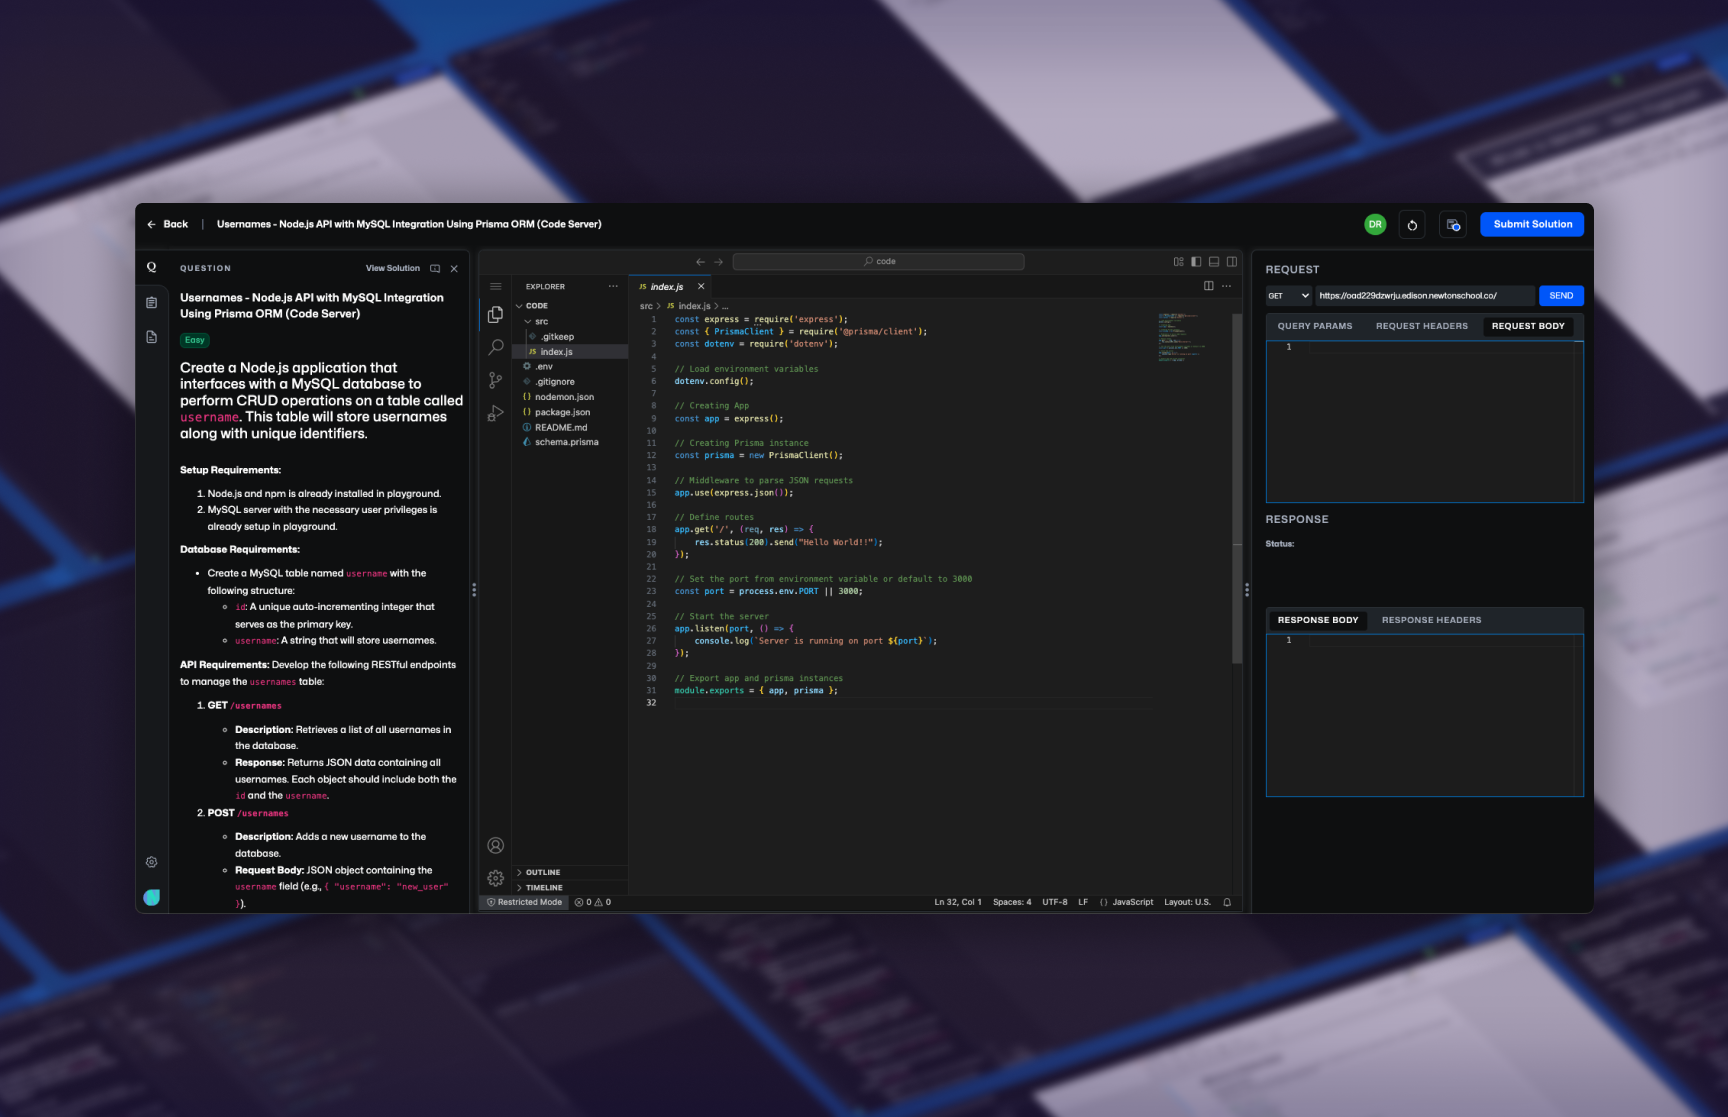 Back | Usernames - Node.js API with MySQL Integration Using Prisma ORM (Code Server)
DR
Submit Solution
QUESTION
View Solution
Usernames - Node.js API with MySQL Integration
Using Prisma ORM (Code Server)
Easy
Create a Node.js application that
interfaces with a MySQL database to
perform CRUD operations on a table called
username. This table will store usernames
along with unique identifiers.
Setup Requirements:
1. Node.js and npm is already installed in playground.
2. MySQL server with the necessary user privileges is
already setup in playground.
Database Requirements:
• Create a MySQL table named username with the
following structure:
id: A unique auto-incrementing integer that
serves as the primary key.
username: A string that will store usernames.
API Requirements: Develop the following RESTful endpoints
to manage the usernames table:
1. GET /usernames
Description: Retrieves a list of all usernames in
the database.
Response: Returns JSON data containing all
usernames. Each object should include both the
id and the username.
2. POST /usernames
Description: Adds a new username to the
database.
Request Body: JSON object containing the
username field (e.g., { "username": "new_user"
}).
code
EXPLORER
CODE
src
.gitkeep
JS index.js
.env
.gitignore
{} nodemon.json
{} package.json
README.md
schema.prisma
OUTLINE
TIMELINE
JS index.js
src > JS index.js > ...
1 const express = require('express');
2 const { PrismaClient } = require('@prisma/client');
3 const dotenv = require('dotenv');
4
5 // Load environment variables
6 dotenv.config();
7
8 // Creating App
9 const app = express();
10
11 // Creating Prisma instance
12 const prisma = new PrismaClient();
13
14 // Middleware to parse JSON requests
15 app.use(express.json());
16
17 // Define routes
18 app.get('/', (req, res) => {
19     res.status(200).send("Hello World!!");
20 });
21
22 // Set the port from environment variable or default to 3000
23 const port = process.env.PORT || 3000;
24
25 // Start the server
26 app.listen(port, () => {
27     console.log(`Server is running on port ${port}`);
28 });
29
30 // Export app and prisma instances
31 module.exports = { app, prisma };
32
Restricted Mode 0 0
Ln 32, Col 1 Spaces: 4 UTF-8 LF {} JavaScript Layout: U.S.
REQUEST
GET https://oad229dzwrju.edison.newtonschool.co/ SEND
QUERY PARAMS REQUEST HEADERS REQUEST BODY
1
RESPONSE
Status:
RESPONSE BODY RESPONSE HEADERS
1